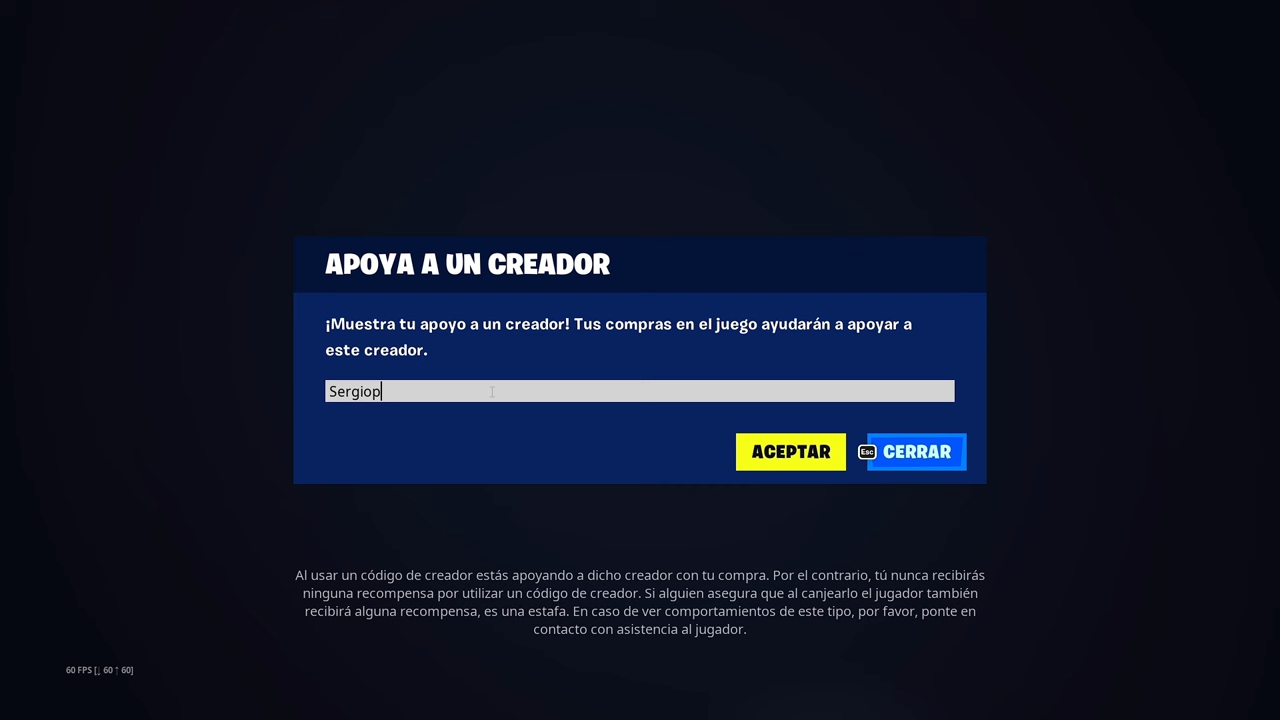 APOYA A UN CREADOR
¡Muestra tu apoyo a un creador! Tus compras en el juego ayudarán a apoyar a
este creador.
Sergiop
ACEPTAR
Esc CERRAR
Al usar un código de creador estás apoyando a dicho creador con tu compra. Por el contrario, tú nunca recibirás
ninguna recompensa por utilizar un código de creador. Si alguien asegura que al canjearlo el jugador también
recibirá alguna recompensa, es una estafa. En caso de ver comportamientos de este tipo, por favor, ponte en
contacto con asistencia al jugador.
60 FPS [↓ 60 ↑ 60]